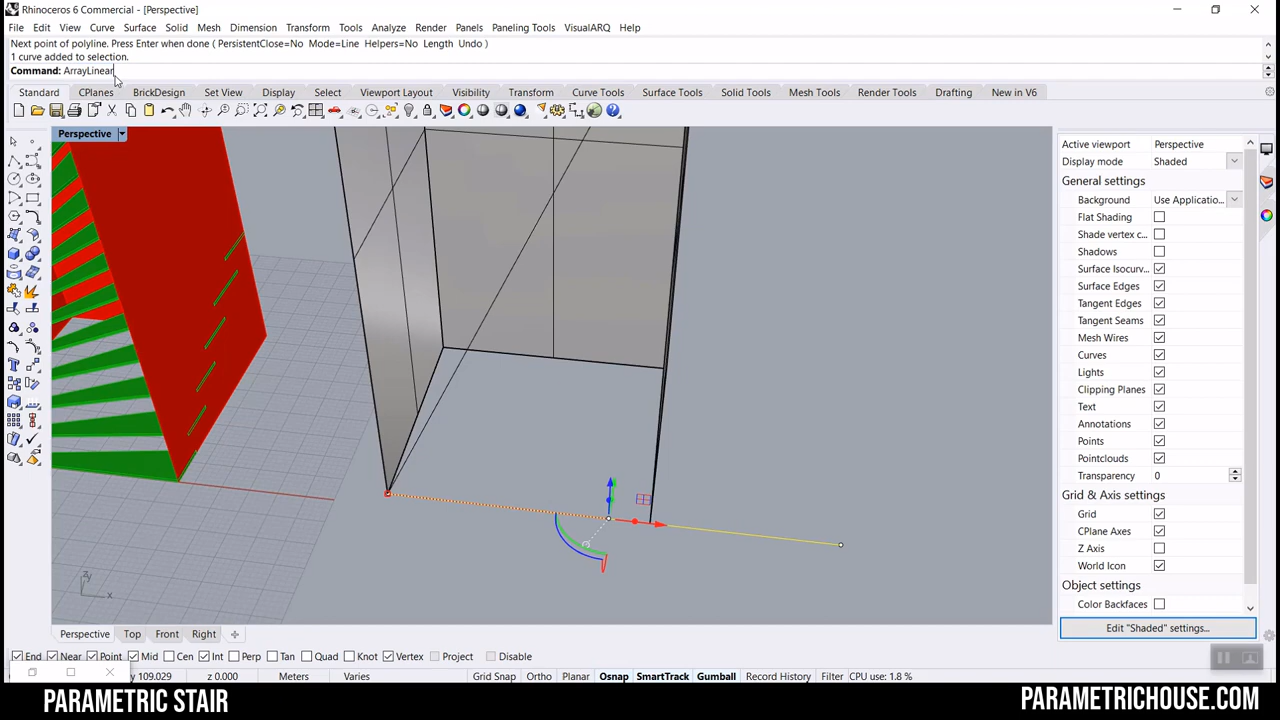 Rhinoceros 6 Commercial - [Perspective]
File Edit View Curve Surface Solid Mesh Dimension Transform Tools Analyze Render Panels Paneling Tools VisualARQ Help
Next point of polyline. Press Enter when done ( PersistentClose=No Mode=Line Helpers=No Length Undo )
1 curve added to selection.
Command: ArrayLinear
Standard CPlanes BrickDesign Set View Display Select Viewport Layout Visibility Transform Curve Tools Surface Tools Solid Tools Mesh Tools Render Tools Drafting New in V6
Perspective
Active viewport Perspective
Display mode Shaded
General settings
Background Use Applicatio...
Flat Shading
Shade vertex c...
Shadows
Surface Isocurv...
Surface Edges
Tangent Edges
Tangent Seams
Mesh Wires
Curves
Lights
Clipping Planes
Text
Annotations
Points
Pointclouds
Transparency 0
Grid & Axis settings
Grid
CPlane Axes
Z Axis
World Icon
Object settings
Color Backfaces
Edit "Shaded" settings...
z y x
Perspective Top Front Right
End Near Point Mid Cen Int Perp Tan Quad Knot Vertex Project Disable
109.029 z 0.000 Meters Varies Grid Snap Ortho Planar Osnap SmartTrack Gumball Record History Filter CPU use: 1.8 %
PARAMETRIC STAIR
PARAMETRICHOUSE.COM